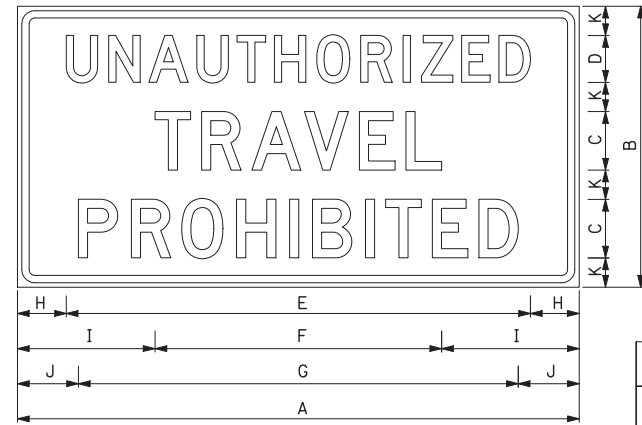 UNAUTHORIZED
TRAVEL
PROHIBITED
K
D
K
C
K
C
K
B
H E H
I F I
J G J
A